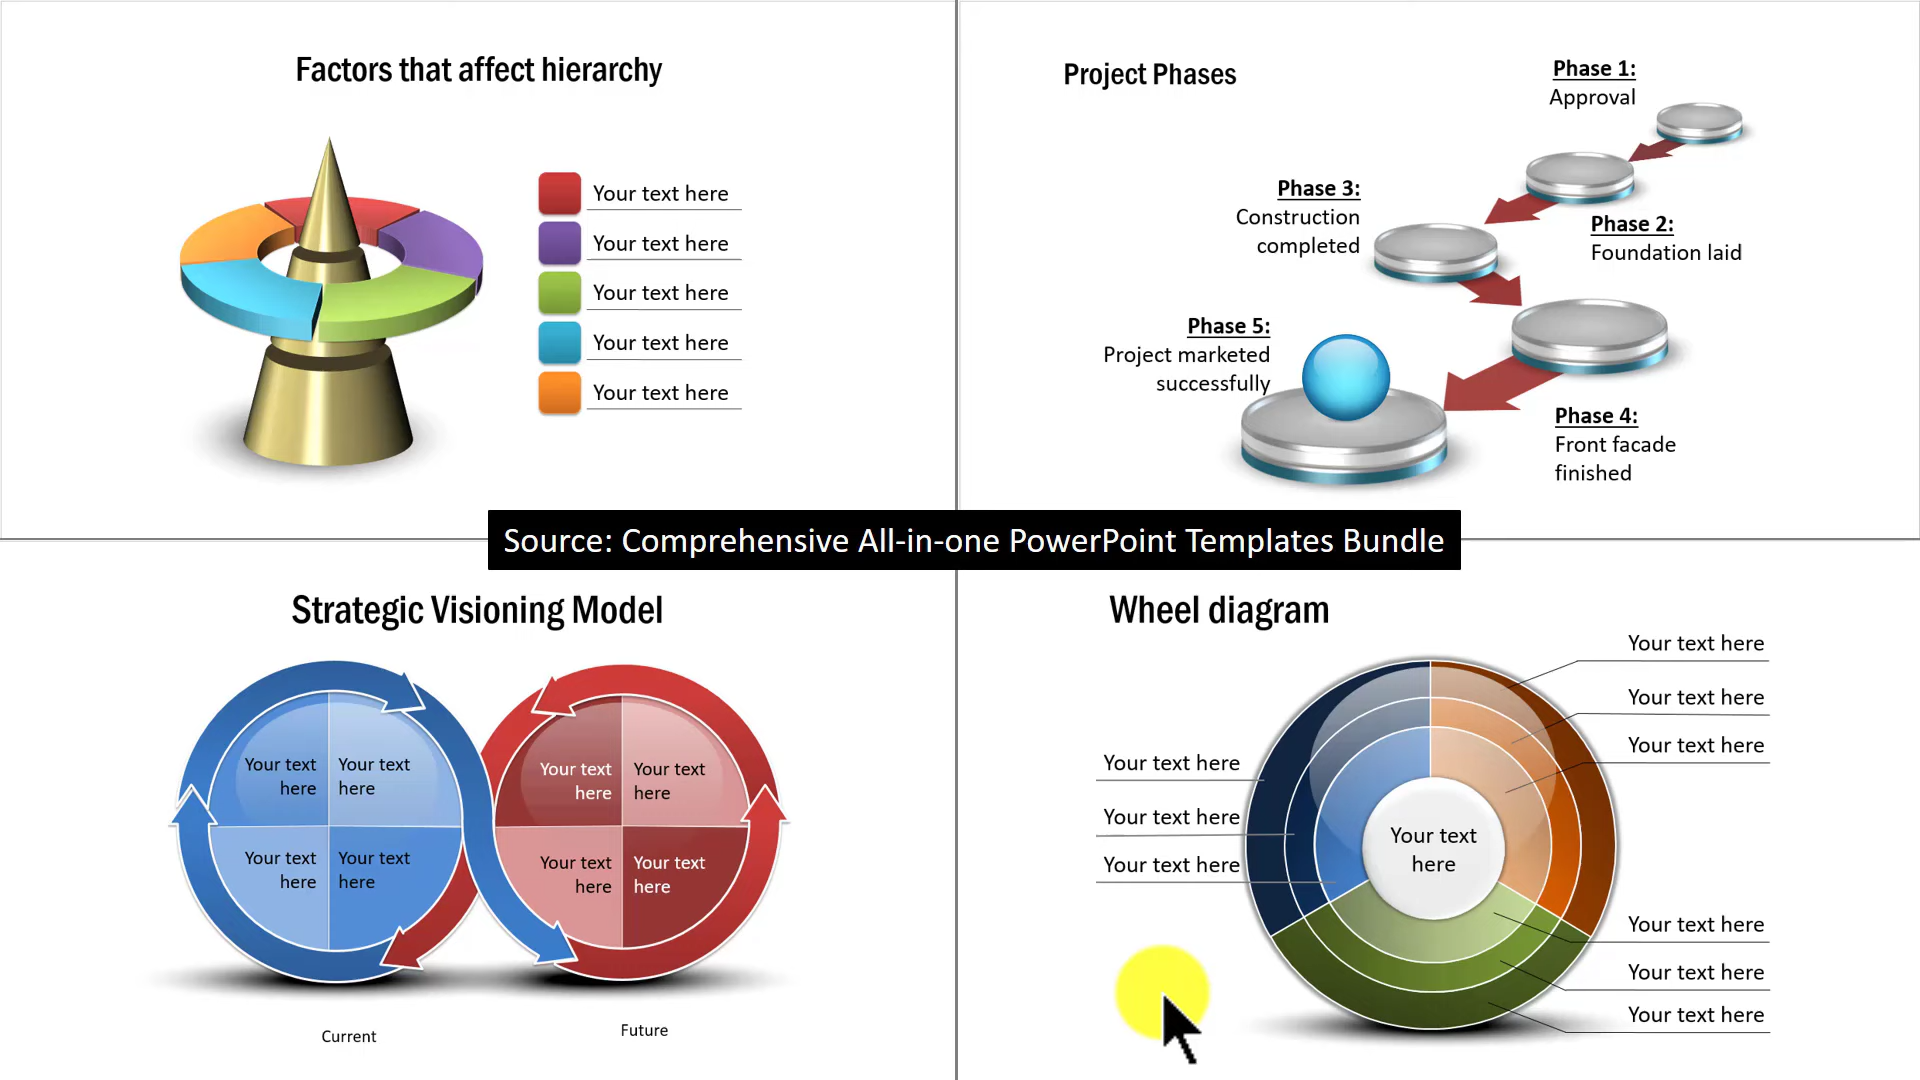 Factors that affect hierarchy
Your text here
Your text here
Your text here
Your text here
Your text here
Project Phases
Phase 1:
Approval
Phase 2:
Foundation laid
Phase 3:
Construction
completed
Phase 4:
Front facade
finished
Phase 5:
Project marketed
successfully
Source: Comprehensive All-in-one PowerPoint Templates Bundle
Strategic Visioning Model
Your text
here
Your text
here
Your text
here
Your text
here
Your text
here
Your text
here
Your text
here
Your text
here
Current
Future
Wheel diagram
Your text here
Your text here
Your text here
Your text here
Your text here
Your text here
Your text
here
Your text here
Your text here
Your text here